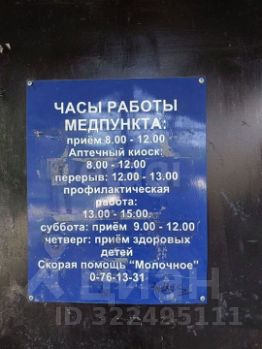 ЧАСЫ РАБОТЫ
МЕДПУНКТА:
приём 8.00 - 12.00
Аптечный киоск:
8.00 - 12.00
перерыв: 12.00 - 13.00
профилактическая
работа:
13.00 - 15:00
суббота: приём 9.00 - 12.00
четверг: приём здоровых
детей
Скорая помощь "Молочное"
0-76-13-31
ЦИАН
ID 322495111